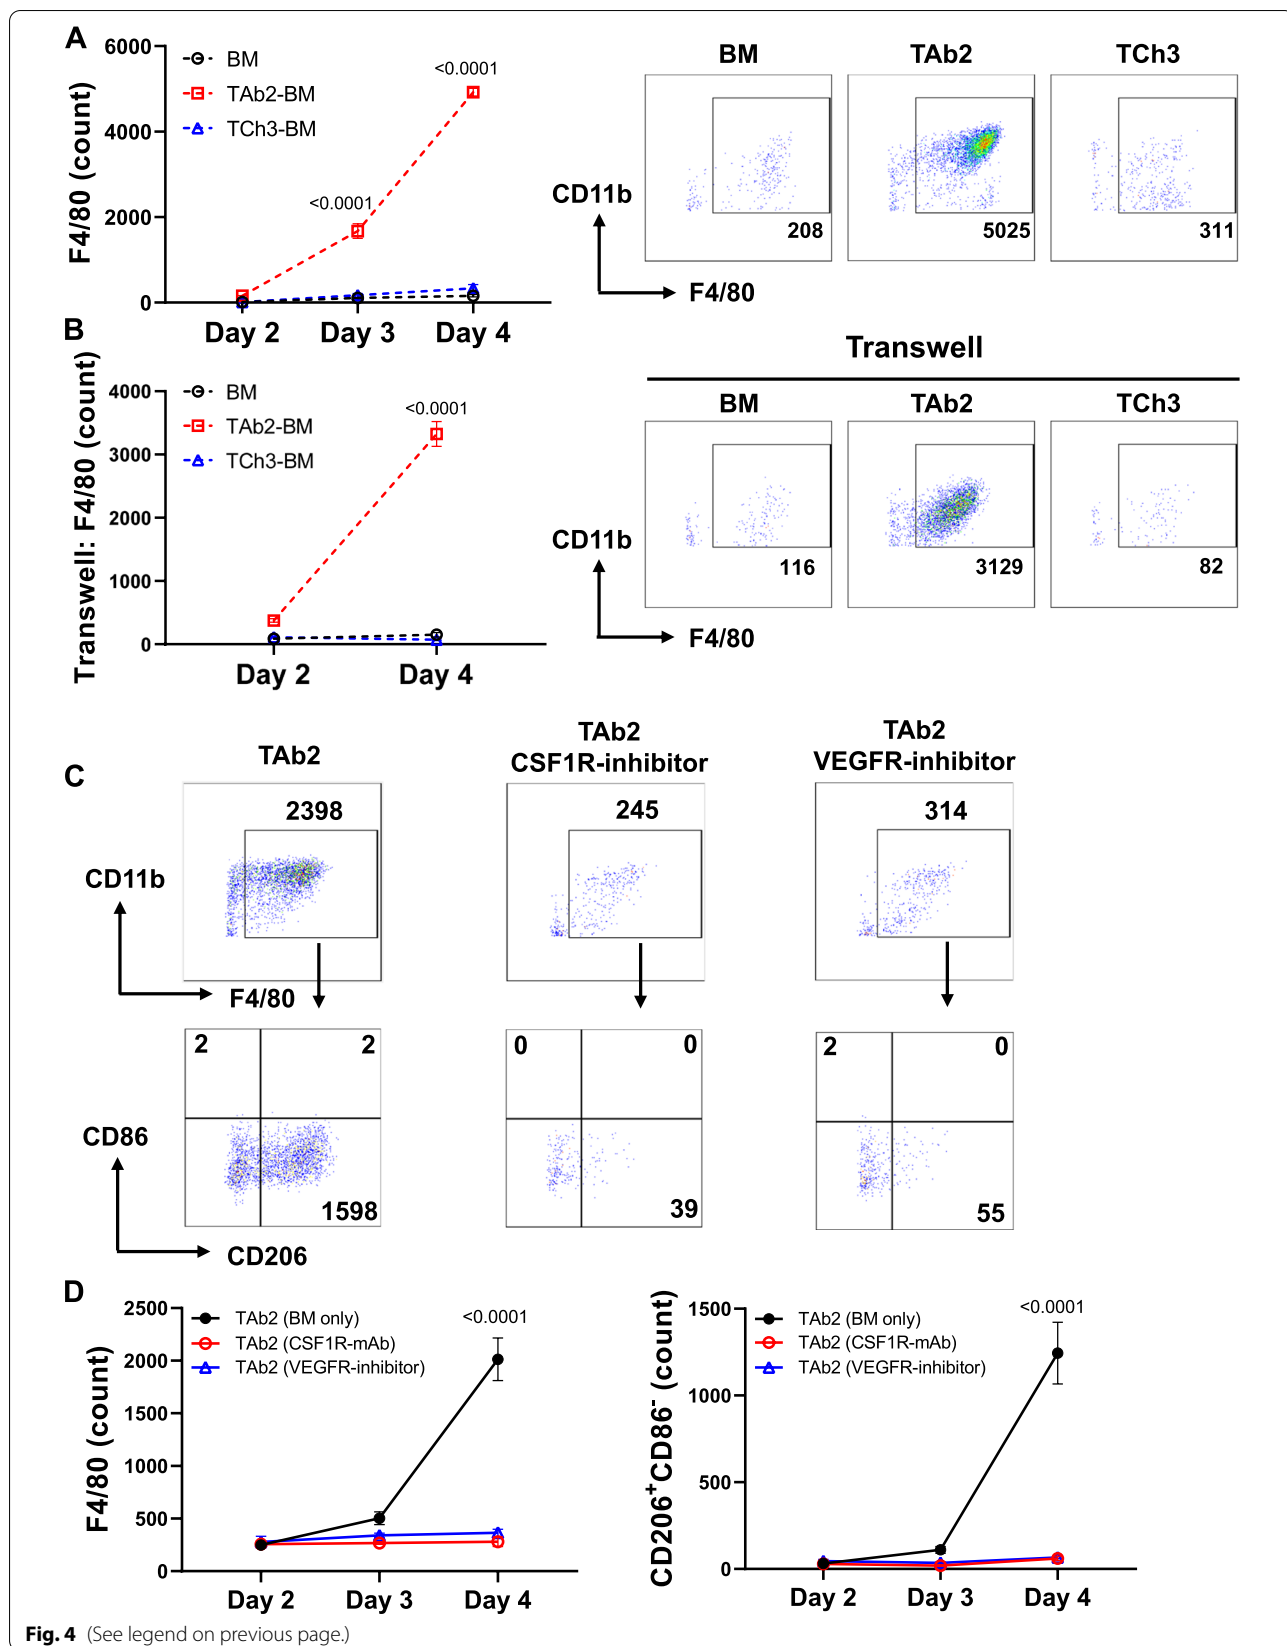 A
6000
4000
2000
0
F4/80 (count)
BM
TAb2-BM
TCh3-BM
<0.0001
<0.0001
Day 2 Day 3 Day 4
BM TAb2 TCh3
CD11b
208 5025 311
F4/80
B
4000
3000
2000
1000
0
Transwell: F4/80 (count)
BM
TAb2-BM
TCh3-BM
<0.0001
Day 2 Day 4
Transwell
BM TAb2 TCh3
CD11b
116 3129 82
F4/80
C
TAb2
TAb2
CSF1R-inhibitor
TAb2
VEGFR-inhibitor
2398 245 314
CD11b
F4/80
2 2 0 0 2 0
CD86
1598 39 55
CD206
D
2500
2000
1500
1000
500
0
F4/80 (count)
TAb2 (BM only)
TAb2 (CSF1R-mAb)
TAb2 (VEGFR-inhibitor)
<0.0001
Day 2 Day 3 Day 4
1500
1000
500
0
CD206⁺CD86⁻ (count)
TAb2 (BM only)
TAb2 (CSF1R-mAb)
TAb2 (VEGFR-inhibitor)
<0.0001
Day 2 Day 3 Day 4
Fig. 4 (See legend on previous page.)